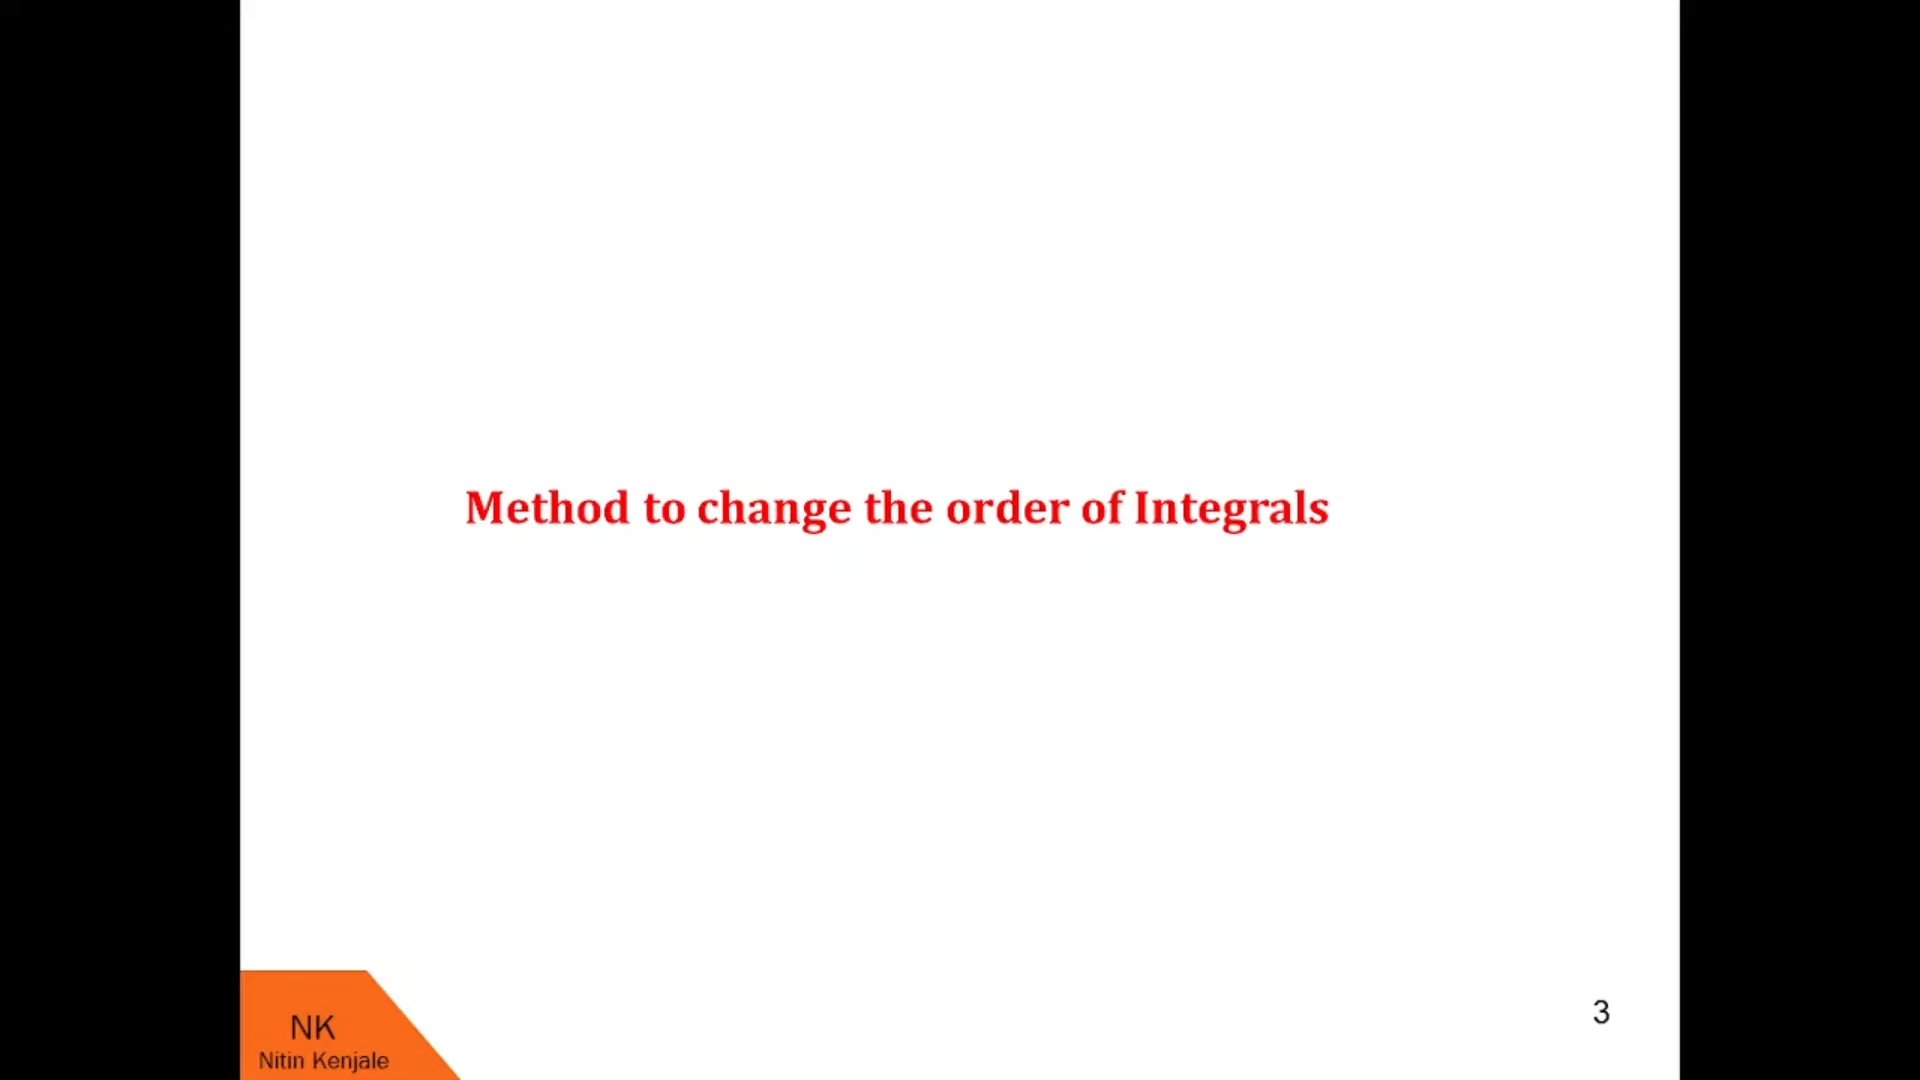 Method to change the order of Integrals
NK
Nitin Kenjale
3